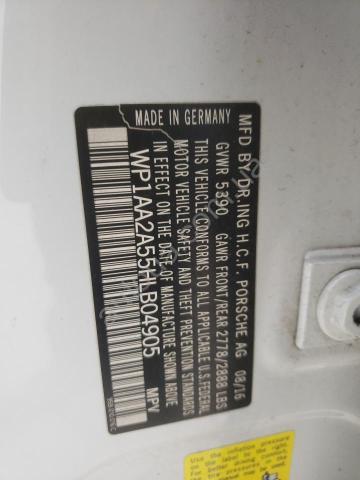 MFD BY DR.ING H.C.F. PORSCHE AG 08/16
GVWR 5390 GAWR FRONT/REAR 2778/2888 LBS
THIS VEHICLE CONFORMS TO ALL APPLICABLE U.S.FEDERAL
MOTOR VEHICLE SAFETY AND THEFT PREVENTION STANDARDS
IN EFFECT ON THE DATE OF MANUFACTURE SHOWN ABOVE
WP1AA2A55HLB04905 MPV
MADE IN GERMANY